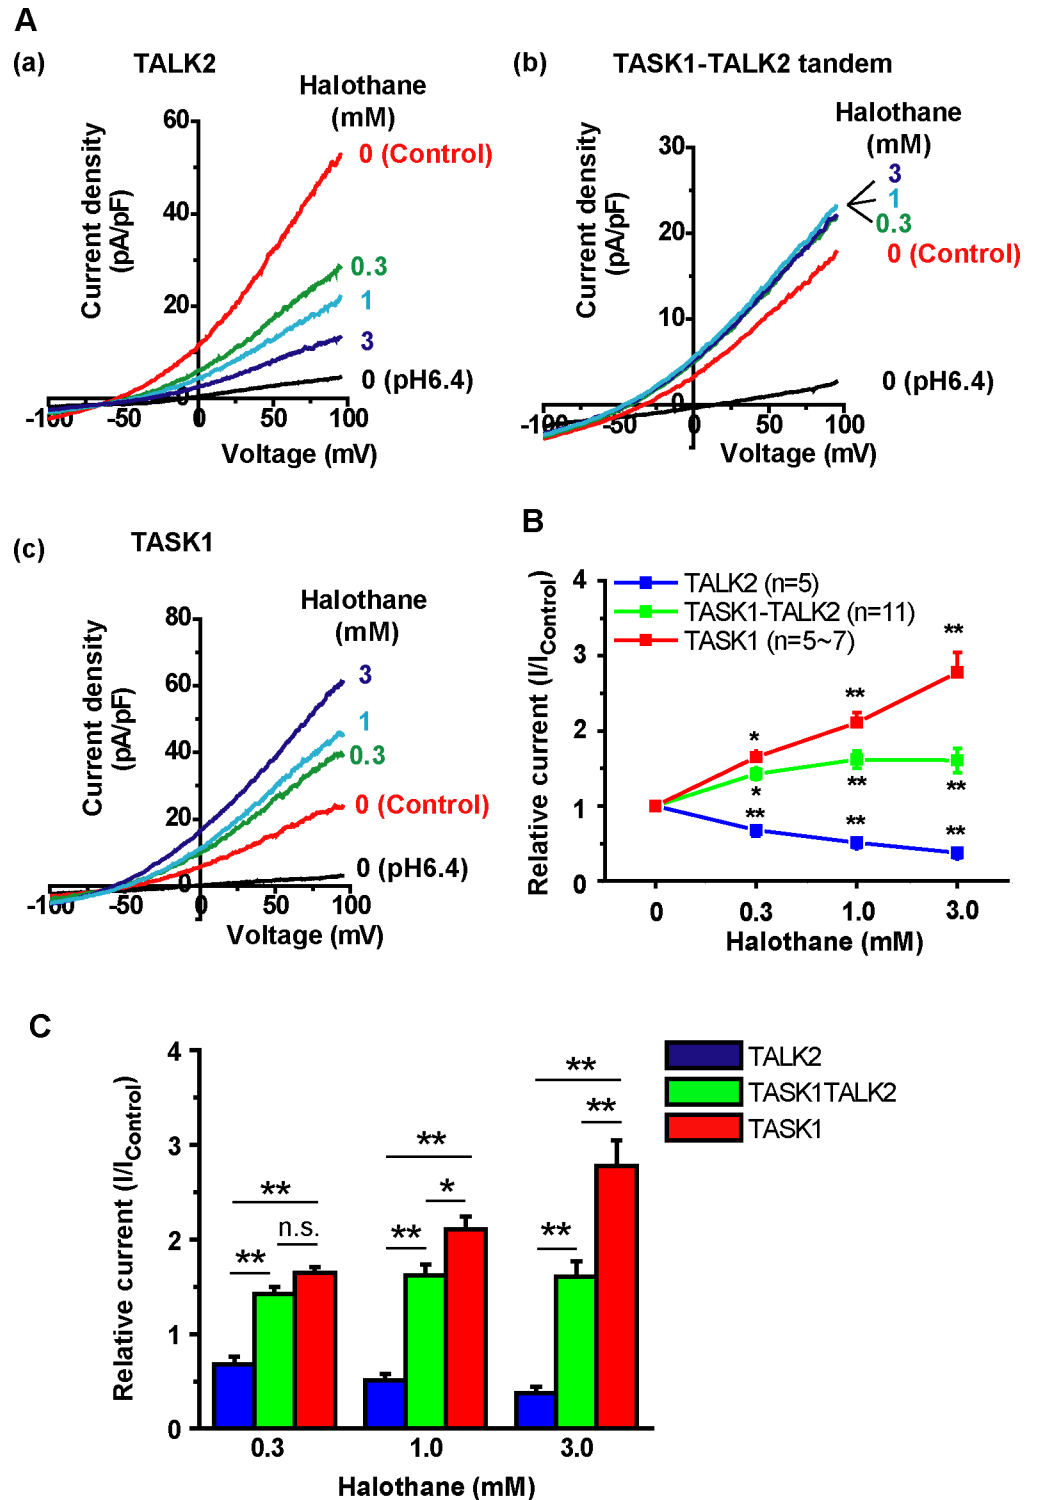 A
(a)
TALK2
Halothane
(mM)
60
40
20
0
-100
-50
0
50
100
Current density
(pA/pF)
Voltage (mV)
0 (Control)
0.3
1
3
0 (pH6.4)
(b)
TASK1-TALK2 tandem
Halothane
(mM)
30
20
10
0
-100
-50
0
50
100
Current density
(pA/pF)
Voltage (mV)
3
1
0.3
0 (Control)
0 (pH6.4)
(c)
TASK1
Halothane
(mM)
80
60
40
20
0
-100
-50
0
50
100
Current density
(pA/pF)
Voltage (mV)
3
1
0.3
0 (Control)
0 (pH6.4)
B
TALK2 (n=5)
TASK1-TALK2 (n=11)
TASK1 (n=5~7)
4
3
2
1
0
Relative current (I/IControl)
**
**
*
*
**
**
**
**
**
0
0.3
1.0
3.0
Halothane (mM)
C
TALK2
TASK1TALK2
TASK1
4
3
2
1
0
Relative current (I/IControl)
**
n.s.
**
**
*
**
**
**
**
0.3
1.0
3.0
Halothane (mM)